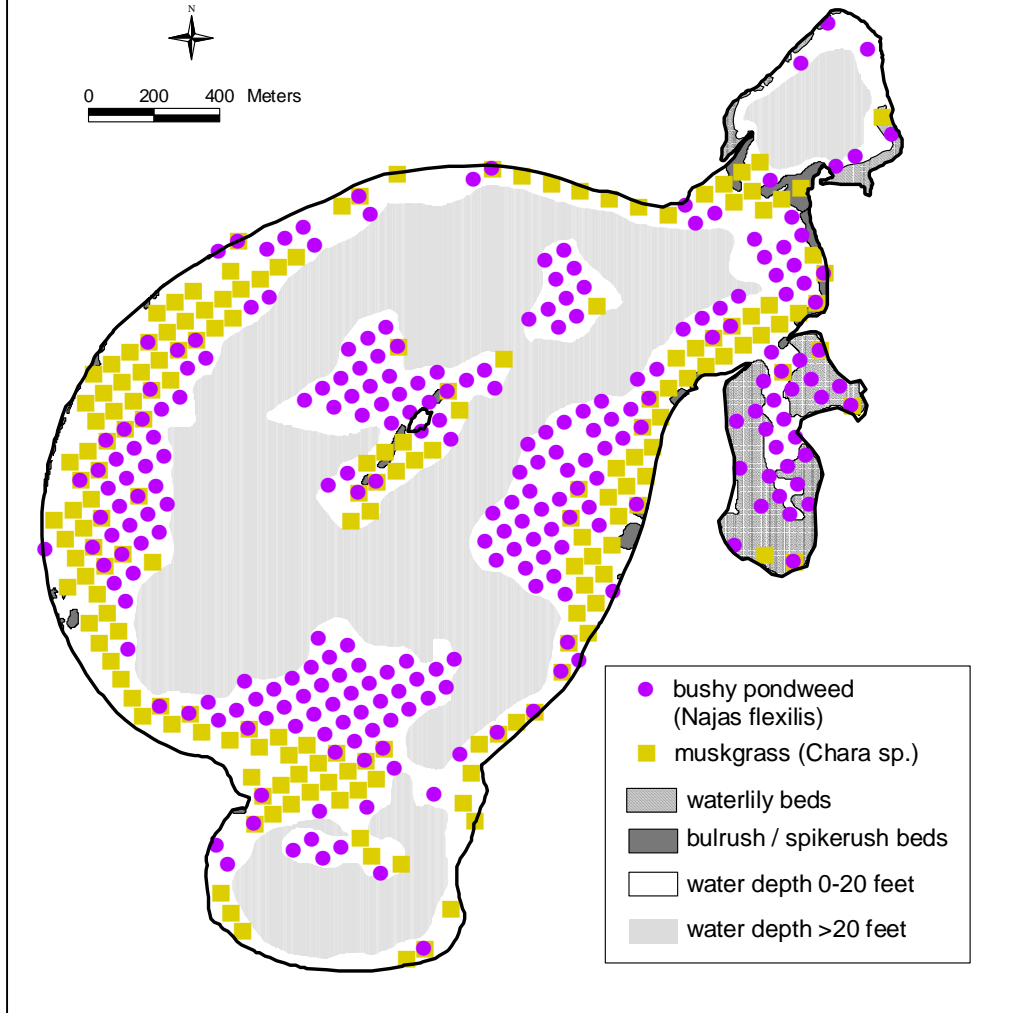 N
0 200 400 Meters
bushy pondweed
(Najas flexilis)
muskgrass (Chara sp.)
waterlily beds
bulrush / spikerush beds
water depth 0-20 feet
water depth >20 feet